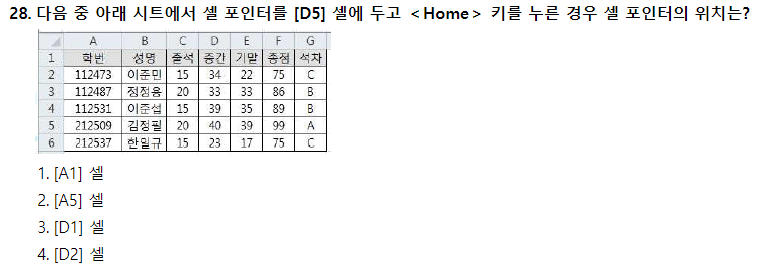 28. 다음 중 아래 시트에서 셀 포인터를 [D5] 셀에 두고 <Home> 키를 누른 경우 셀 포인터의 위치는?
A B C D E F G
1 학번 성명 출석 중간 기말 총점 석차
2 112473 이준민 15 34 22 75 C
3 112487 정정용 20 33 33 86 B
4 112531 이준섭 15 39 35 89 B
5 212509 김정필 20 40 39 99 A
6 212537 한일규 15 23 17 75 C
1. [A1] 셀
2. [A5] 셀
3. [D1] 셀
4. [D2] 셀